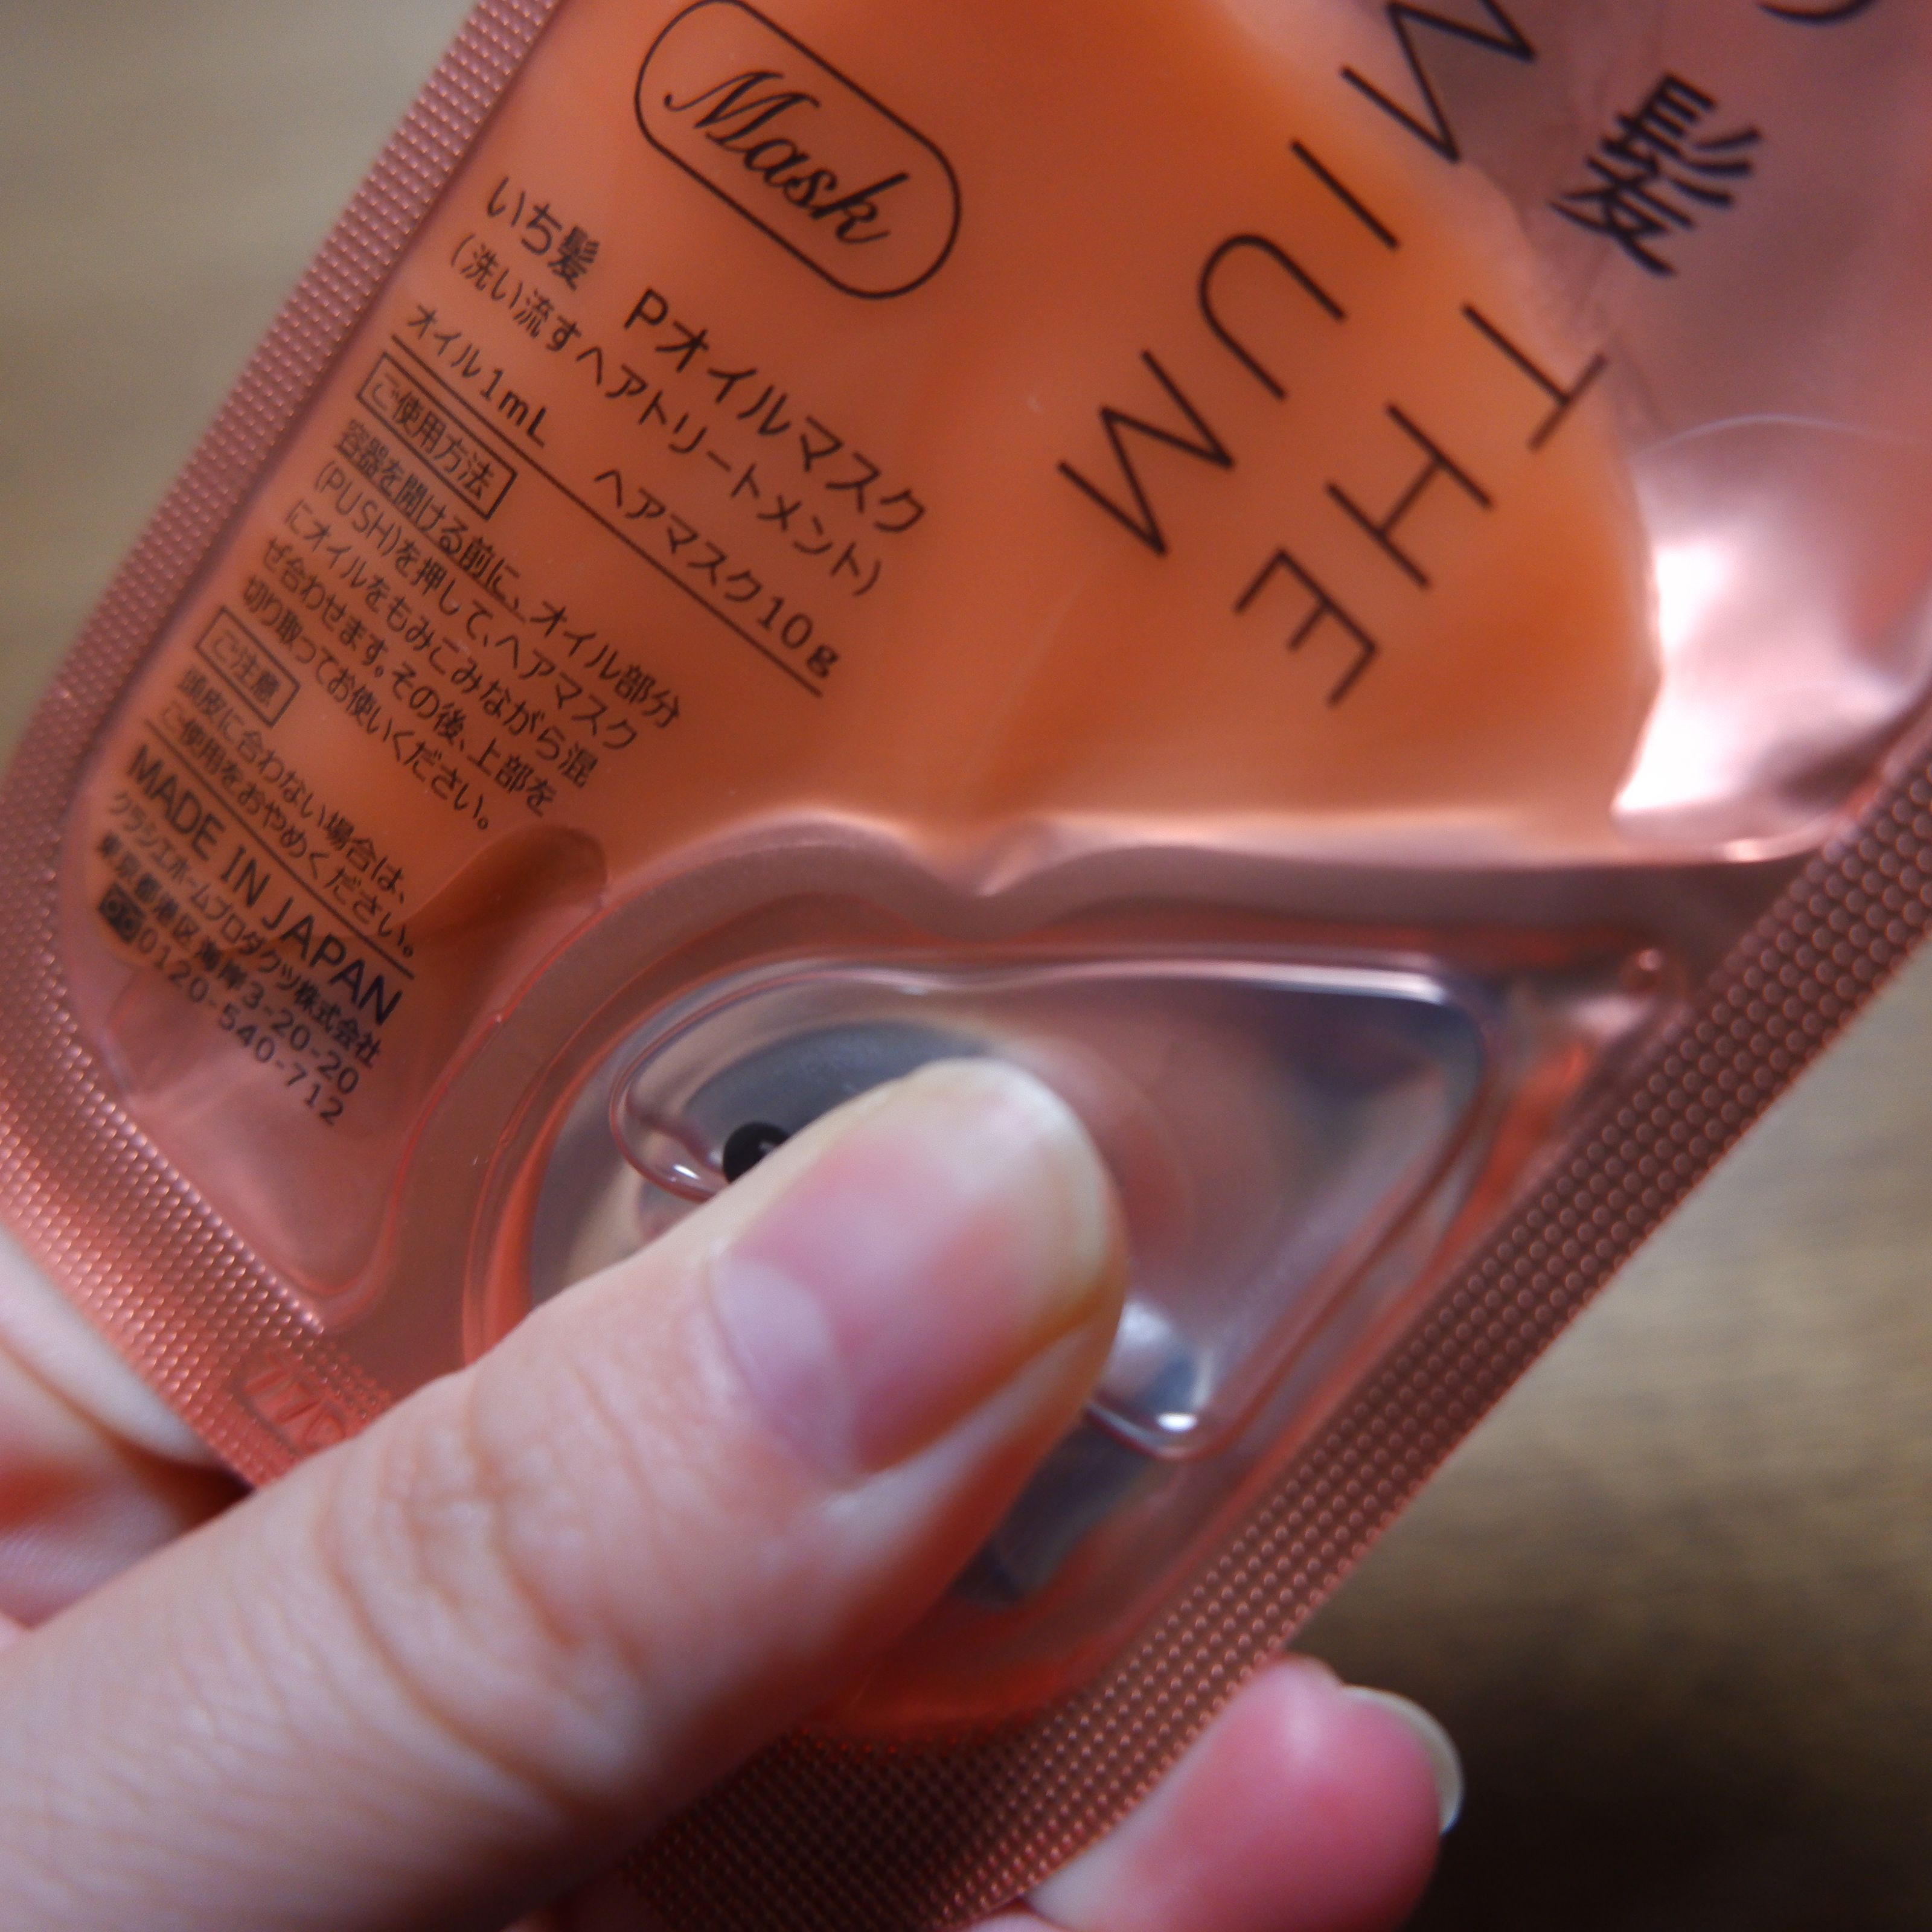 髪
THE
MIUM
Mask
いち髪 Pオイルマスク
(洗い流すヘアトリートメント)
オイル1mL ヘアマスク10g
ご使用方法
容器を開ける前に、オイル部分
(PUSH)を押して、ヘアマスク
にオイルをもみこみながら混
ぜ合わせます。その後、上部を
切り取ってお使いください。
ご注意
頭皮に合わない場合は、
ご使用をおやめください。
MADE IN JAPAN
クラシエホームプロダクツ株式会社
東京都港区海岸3-20-20
0120-540-712